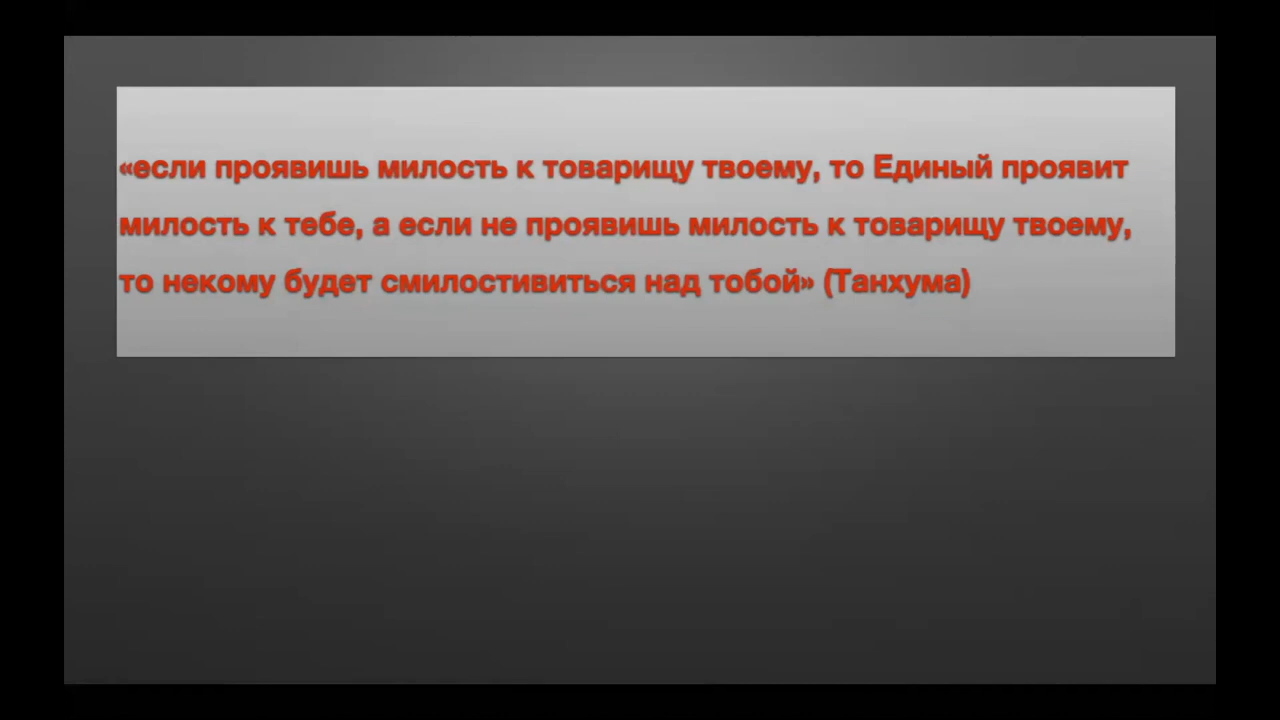 «если проявишь милость к товарищу твоему, то Единый проявит
милость к тебе, а если не проявишь милость к товарищу твоему,
то некому будет смилостивиться над тобой» (Танхума)